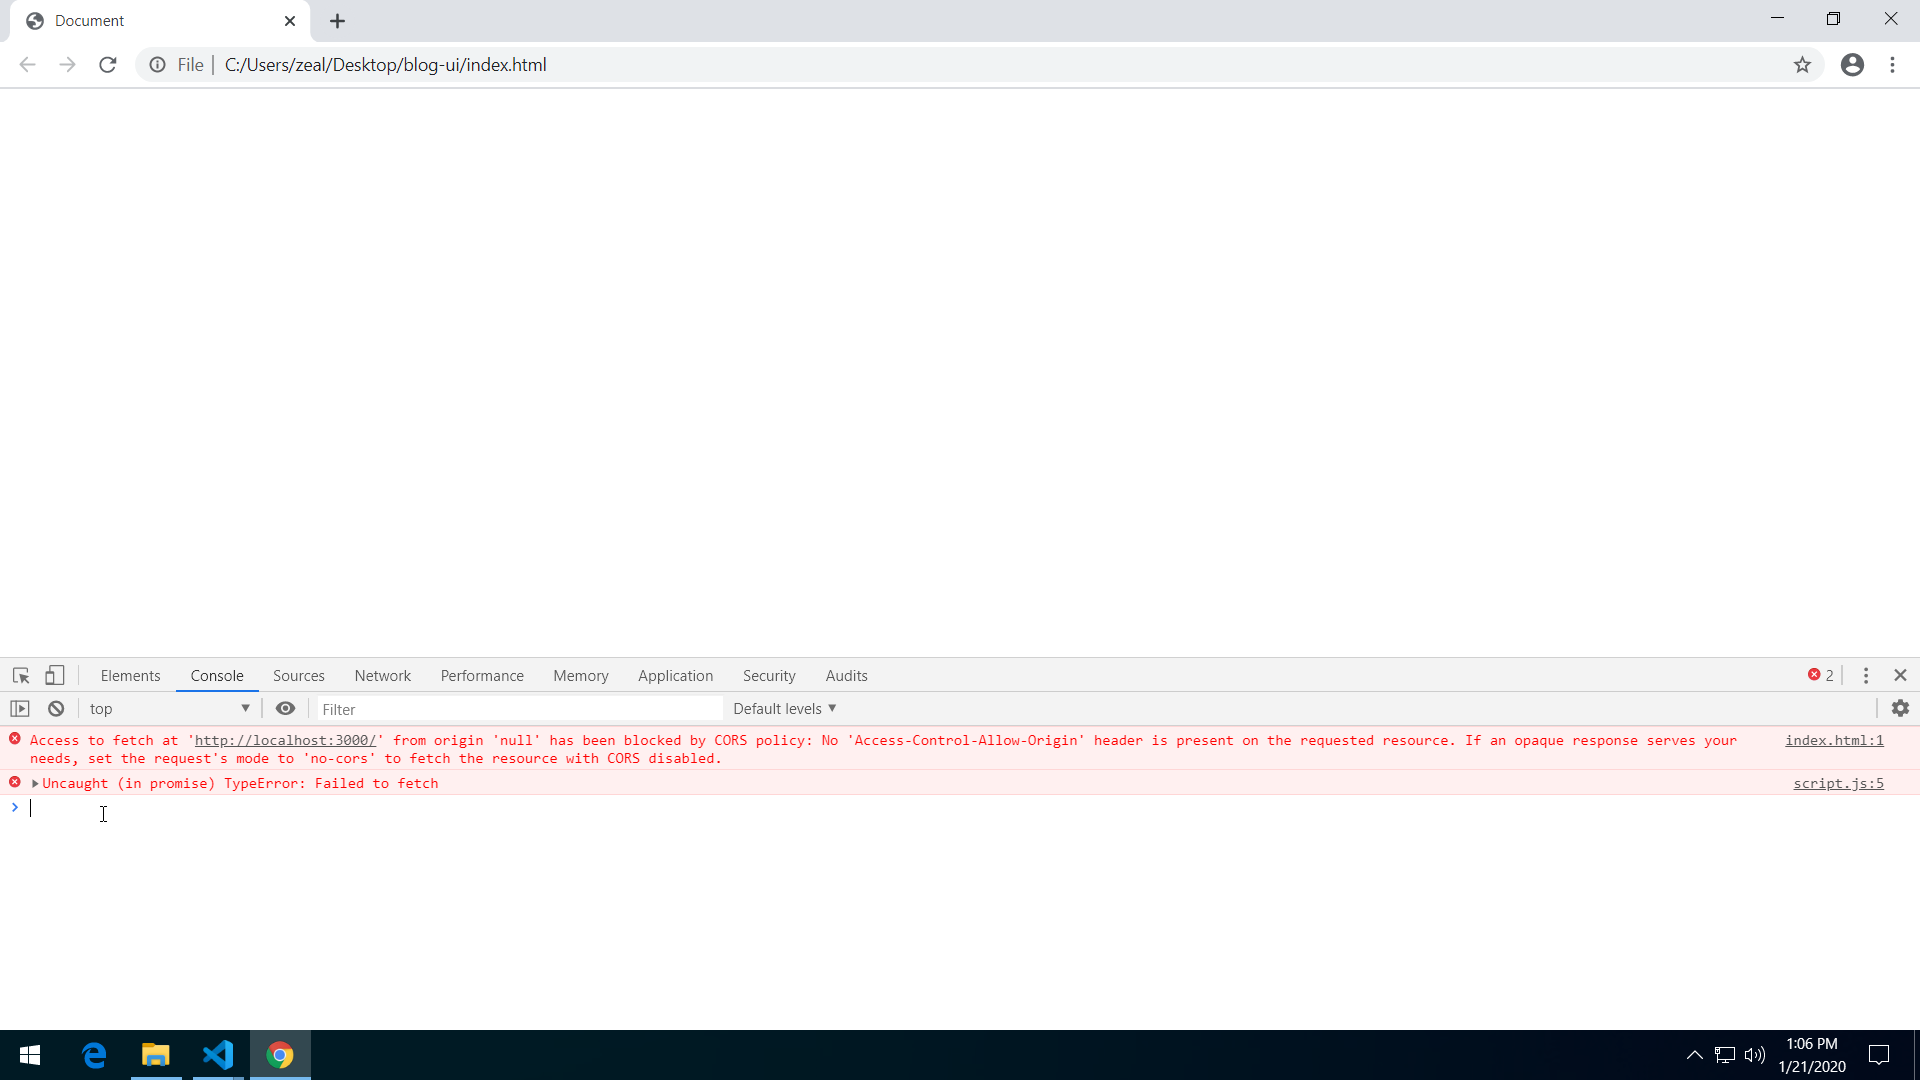 Document
File
C:/Users/zeal/Desktop/blog-ui/index.html
Elements Console Sources Network Performance Memory Application Security Audits 2
top Filter Default levels
Access to fetch at 'http://localhost:3000/' from origin 'null' has been blocked by CORS policy: No 'Access-Control-Allow-Origin' header is present on the requested resource. If an opaque response serves your index.html:1
needs, set the request's mode to 'no-cors' to fetch the resource with CORS disabled.
Uncaught (in promise) TypeError: Failed to fetch script.js:5
1:06 PM
1/21/2020